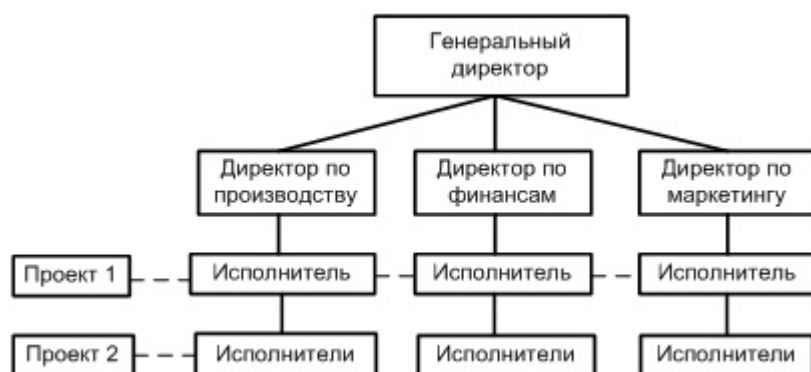 Генеральный
директор
Директор по
производству
Директор по
финансам
Директор по
маркетингу
Проект 1
Исполнитель
Исполнитель
Исполнитель
Проект 2
Исполнители
Исполнители
Исполнители